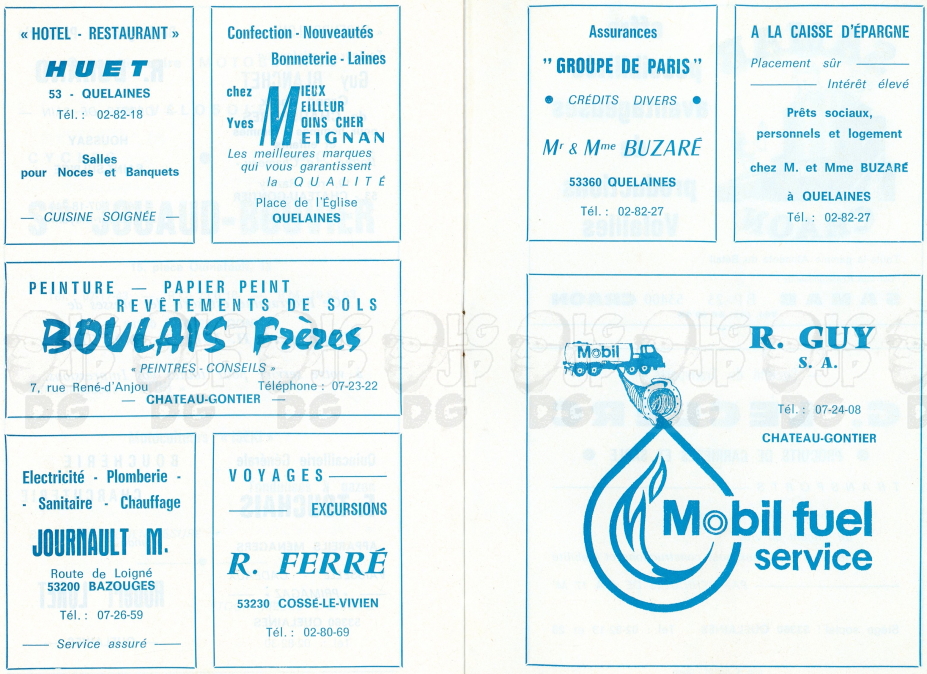 « HOTEL - RESTAURANT »
HUET
53 - QUELAINES
Tél. : 02-82-18
Salles
pour Noces et Banquets
— CUISINE SOIGNÉE —
Confection - Nouveautés
Bonneterie - Laines
chez Yves MEIGNAN
MIEUX
MEILLEUR
MOINS CHER
Les meilleures marques
qui vous garantissent
la QUALITÉ
Place de l'Église
QUELAINES
PEINTURE — PAPIER PEINT
REVÊTEMENTS DE SOLS
BOULAIS Frères
« PEINTRES - CONSEILS »
7, rue René-d'Anjou Téléphone : 07-23-22
— CHATEAU-GONTIER —
Electricité - Plomberie -
- Sanitaire - Chauffage
JOURNAULT M.
Route de Loigné
53200 BAZOUGES
Tél. : 07-26-59
— Service assuré —
VOYAGES —
— EXCURSIONS
R. FERRÉ
53230 COSSÉ-LE-VIVIEN
Tél. : 02-80-69
Assurances
" GROUPE DE PARIS "
• CRÉDITS DIVERS •
Mr & Mme BUZARÉ
53360 QUELAINES
Tél. : 02-82-27
A LA CAISSE D'ÉPARGNE
Placement sûr —
— Intérêt élevé
Prêts sociaux,
personnels et logement
chez M. et Mme BUZARÉ
à QUELAINES
Tél. : 02-82-27
Mobil
R. GUY
S. A.
Tél. : 07-24-08
CHATEAU-GONTIER
Mobil fuel
service
LG
JP
DG